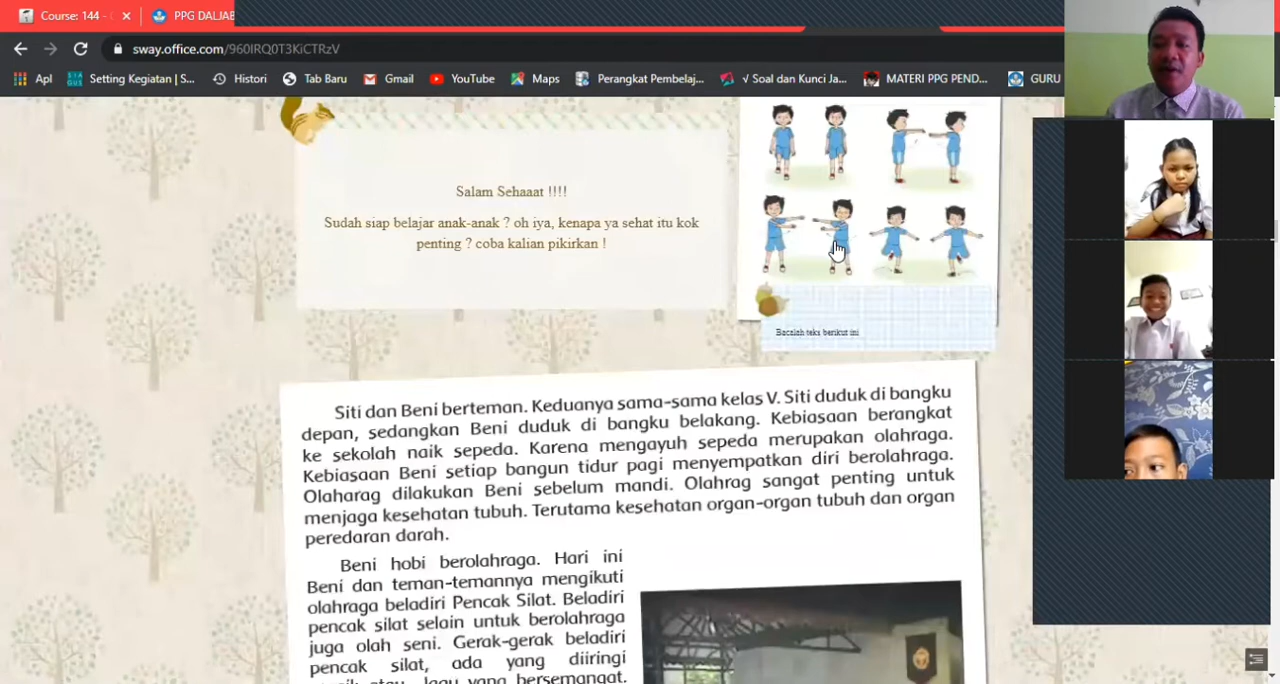 Course: 144 -
PPG DALJAB
sway.office.com/960IRQ0T3KiCTRzV
Apl
Setting Kegiatan | S...
Histori
Tab Baru
Gmail
YouTube
Maps
Perangkat Pembelaj...
√ Soal dan Kunci Ja...
MATERI PPG PEND...
GURU
Salam Sehaaat !!!!
Sudah siap belajar anak-anak ? oh iya, kenapa ya sehat itu kok
penting ? coba kalian pikirkan !
Bacalah teks berikut ini
Siti dan Beni berteman. Keduanya sama-sama kelas V. Siti duduk di bangku
depan, sedangkan Beni duduk di bangku belakang. Kebiasaan berangkat
ke sekolah naik sepeda. Karena mengayuh sepeda merupakan olahraga.
Kebiasaan Beni setiap bangun tidur pagi menyempatkan diri berolahraga.
Olaharag dilakukan Beni sebelum mandi. Olahrag sangat penting untuk
menjaga kesehatan tubuh. Terutama kesehatan organ-organ tubuh dan organ
peredaran darah.
Beni hobi berolahraga. Hari ini
Beni dan teman-temannya mengikuti
olahraga beladiri Pencak Silat. Beladiri
pencak silat selain untuk berolahraga
juga olah seni. Gerak-gerak beladiri
pencak silat, ada yang diiringi
lagu yang bersemangat.